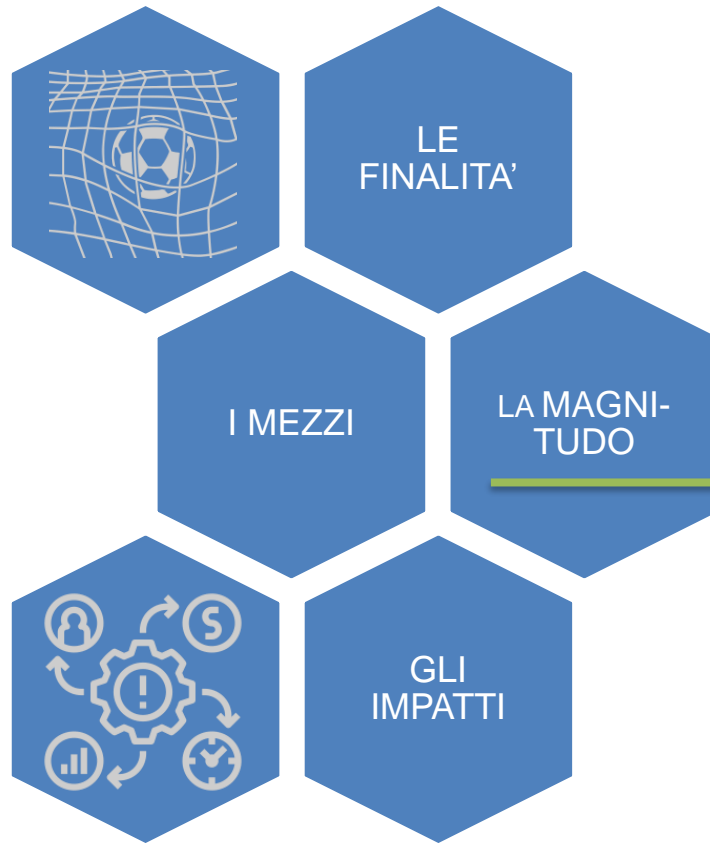 LE
FINALITA’
I MEZZI
LA MAGNI-
TUDO
GLI
IMPATTI